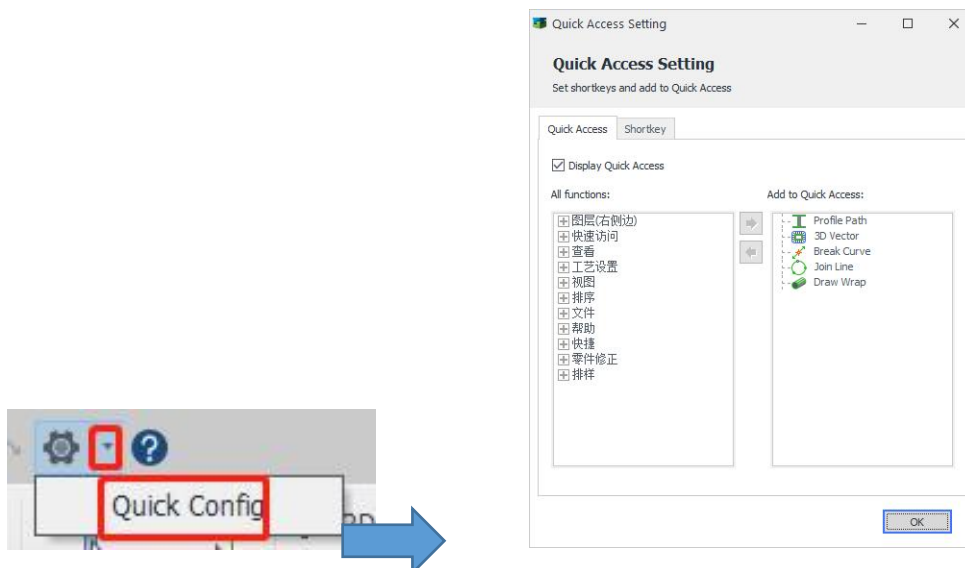 Quick Access Setting
Quick Access Setting
Set shortkeys and add to Quick Access
Quick Access Shortkey
Display Quick Access
All functions: Add to Quick Access:
图层(右侧边)
快速访问
查看
工艺设置
视图
排序
文件
帮助
快捷
零件修正
排样
Profile Path
3D Vector
Break Curve
Join Line
Draw Wrap
OK
Quick Config